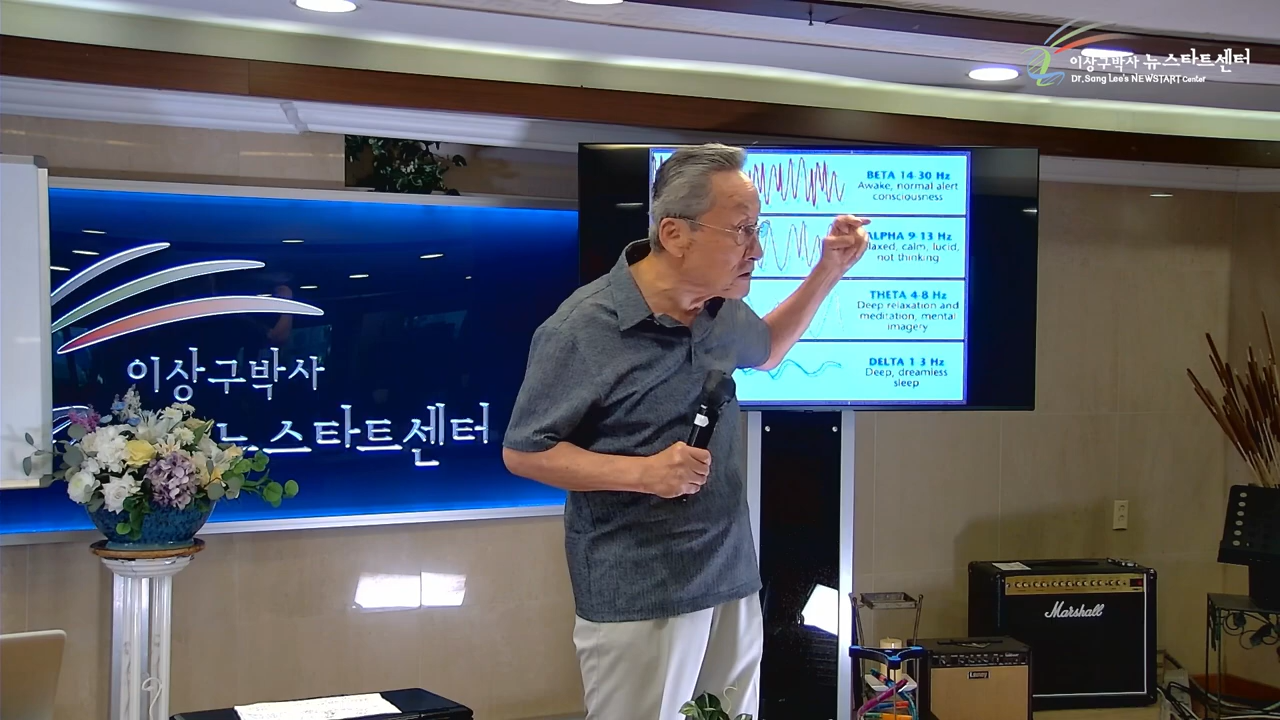 이상구박사 뉴스타트센터
Dr. Sang Lee's NEWSTART Center
BETA 14-30 Hz
Awake, normal alert
consciousness
ALPHA 9-13 Hz
calm, lucid,
not thinking
THETA 4-8 Hz
Deep relaxation and
meditation, mental
imagery
DELTA 1-3 Hz
Deep, dreamless
sleep
이상구박사
뉴스타트센터
Marshall
Laney